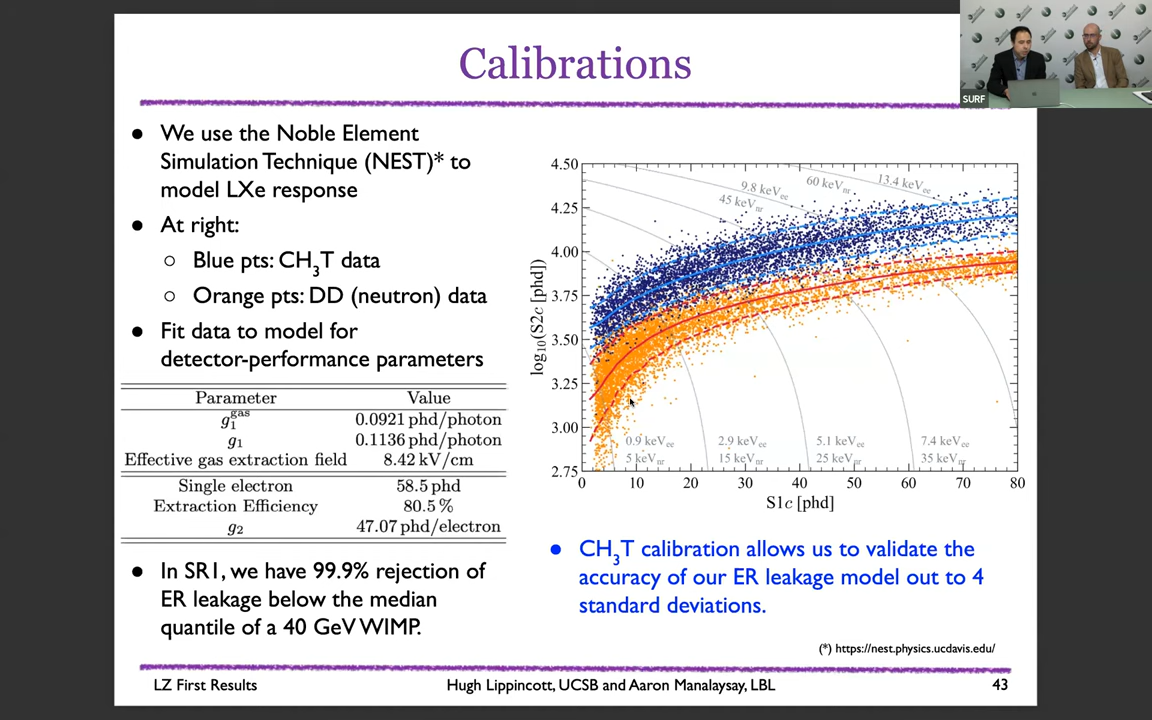 Calibrations
SURF
● We use the Noble Element
Simulation Technique (NEST)* to
model LXe response
● At right:
○ Blue pts: CH₃T data
○ Orange pts: DD (neutron) data
● Fit data to model for
detector-performance parameters
Parameter Value
g₁^gas 0.0921 phd/photon
g₁ 0.1136 phd/photon
Effective gas extraction field 8.42 kV/cm
Single electron 58.5 phd
Extraction Efficiency 80.5 %
g₂ 47.07 phd/electron
● In SR1, we have 99.9% rejection of
ER leakage below the median
quantile of a 40 GeV WIMP.
log₁₀(S2c [phd])
4.50
4.25
4.00
3.75
3.50
3.25
3.00
2.75
9.8 keVₑₑ 60 keVₙᵣ 13.4 keVₑₑ
45 keVₙᵣ
0.9 keVₑₑ 2.9 keVₑₑ 5.1 keVₑₑ 7.4 keVₑₑ
5 keVₙᵣ 15 keVₙᵣ 25 keVₙᵣ 35 keVₙᵣ
0 10 20 30 40 50 60 70 80
S1c [phd]
● CH₃T calibration allows us to validate the
accuracy of our ER leakage model out to 4
standard deviations.
(*) https://nest.physics.ucdavis.edu/
LZ First Results Hugh Lippincott, UCSB and Aaron Manalaysay, LBL 43